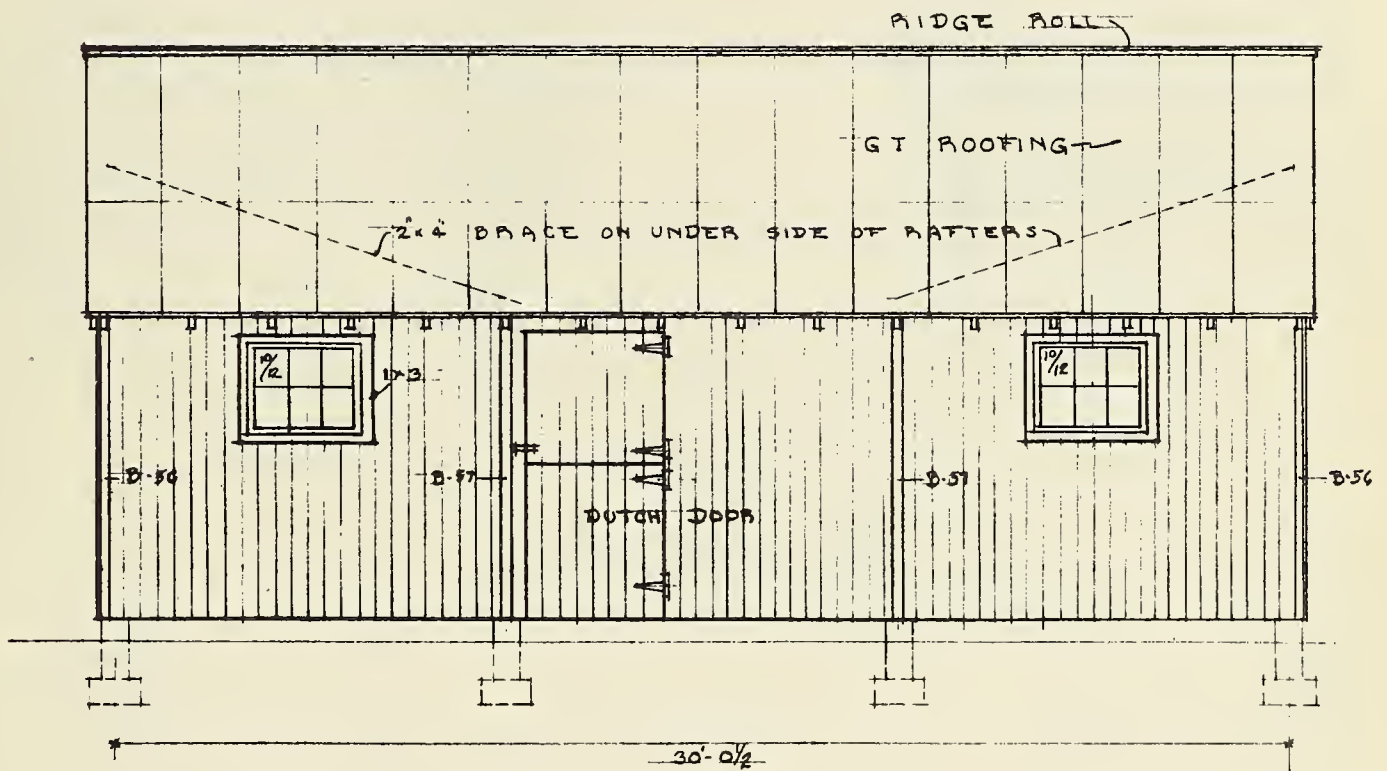 RIDGE ROLL
GT ROOFING
2"x4" BRACE ON UNDER SIDE OF RAFTERS
10/12
1x3
10/12
B-56
B-57
B-57
B-56
DUTCH DOOR
30'-0½